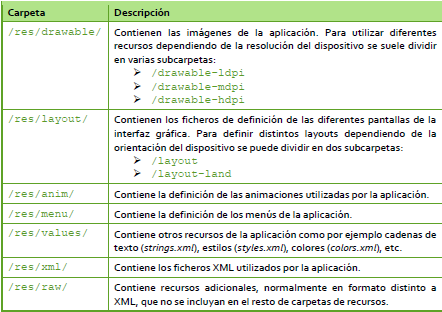 Carpeta Descripción
/res/drawable/ Contienen las imágenes de la aplicación. Para utilizar diferentes
recursos dependiendo de la resolución del dispositivo se suele dividir
en varias subcarpetas:
➢ /drawable-ldpi
➢ /drawable-mdpi
➢ /drawable-hdpi
/res/layout/ Contienen los ficheros de definición de las diferentes pantallas de la
interfaz gráfica. Para definir distintos layouts dependiendo de la
orientación del dispositivo se puede dividir en dos subcarpetas:
➢ /layout
➢ /layout-land
/res/anim/ Contiene la definición de las animaciones utilizadas por la aplicación.
/res/menu/ Contiene la definición de los menús de la aplicación.
/res/values/ Contiene otros recursos de la aplicación como por ejemplo cadenas de
texto (strings.xml), estilos (styles.xml), colores (colors.xml), etc.
/res/xml/ Contiene los ficheros XML utilizados por la aplicación.
/res/raw/ Contiene recursos adicionales, normalmente en formato distinto a
XML, que no se incluyan en el resto de carpetas de recursos.